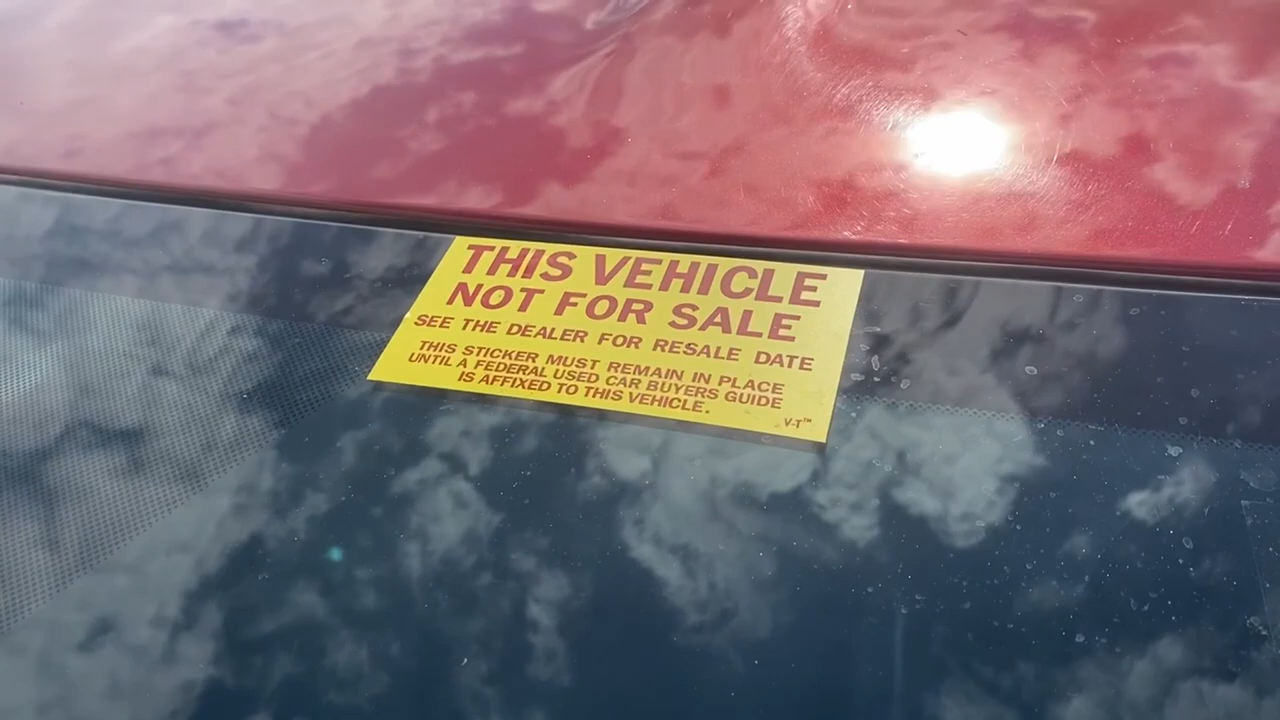 THIS VEHICLE
NOT FOR SALE
SEE THE DEALER FOR RESALE DATE
THIS STICKER MUST REMAIN IN PLACE
UNTIL A FEDERAL USED CAR BUYERS GUIDE
IS AFFIXED TO THIS VEHICLE.
V-T™